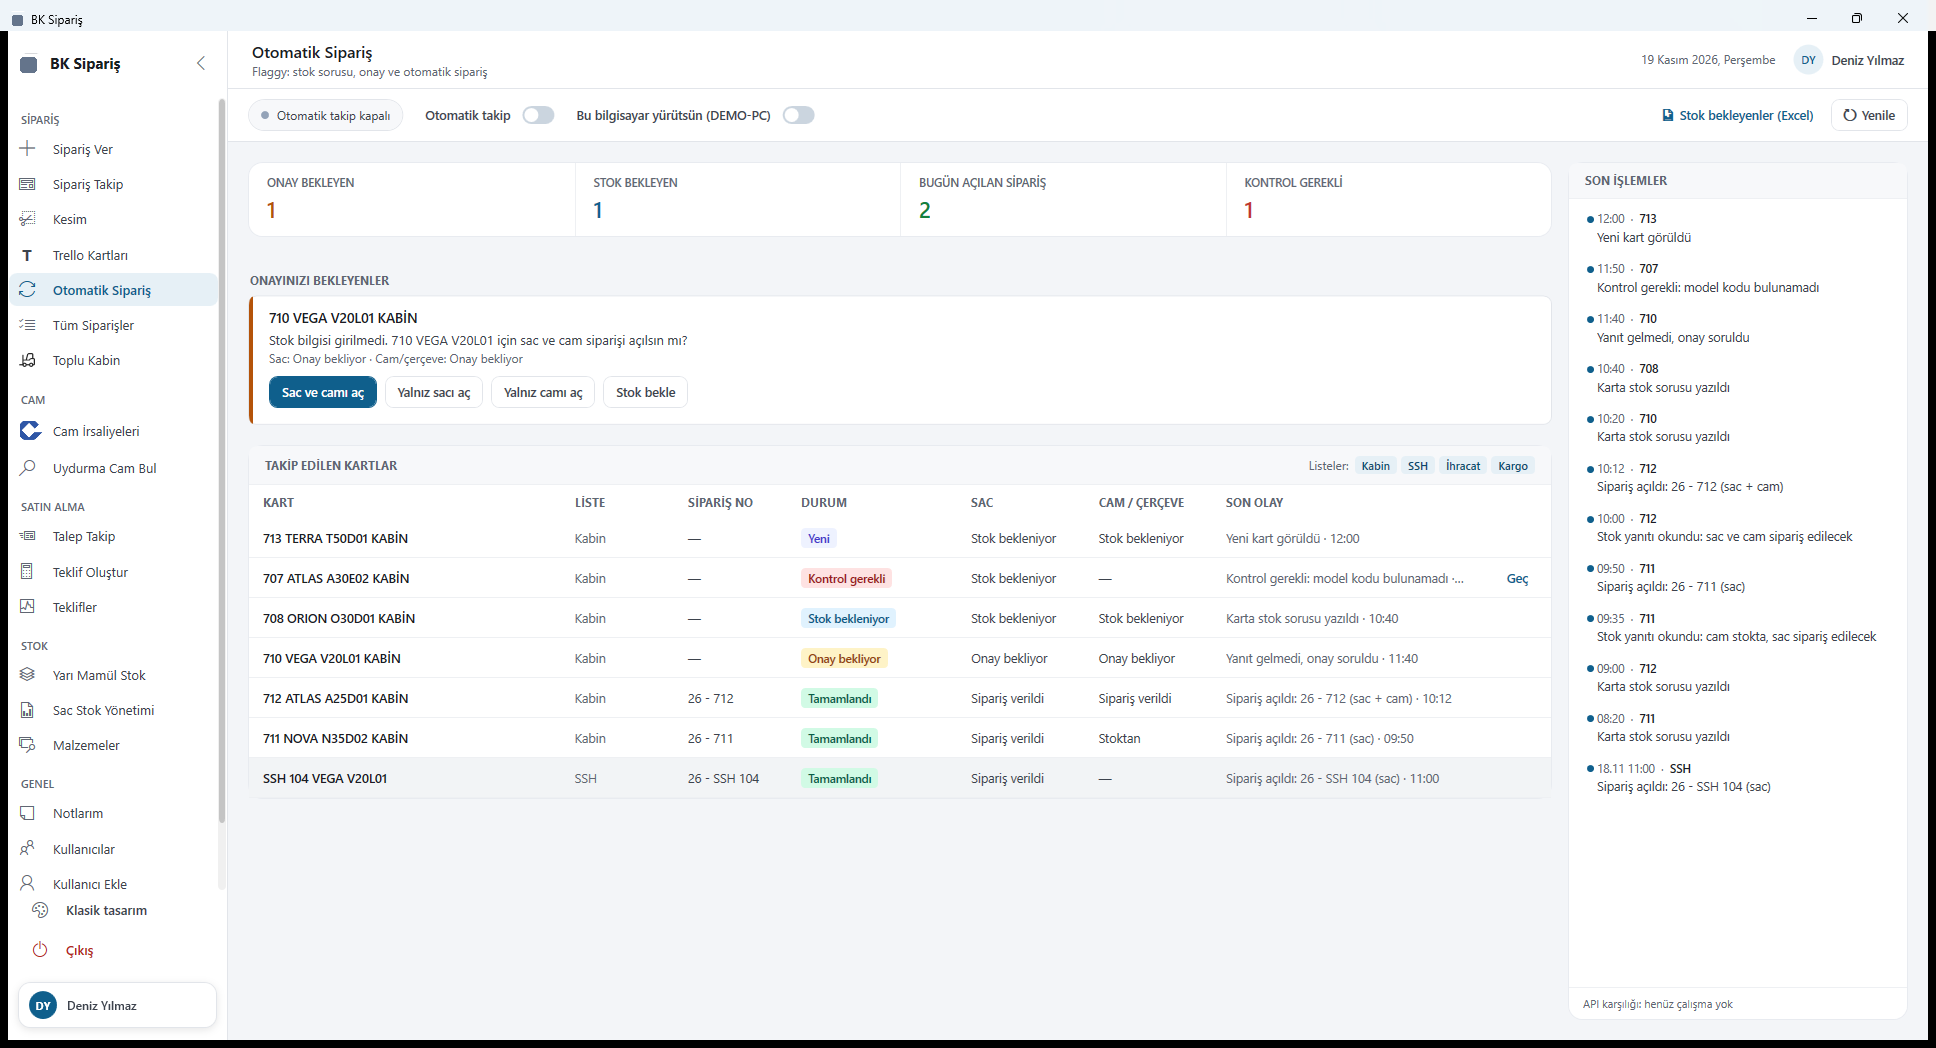 BK Sipariş
BK Sipariş
SİPARİŞ
Sipariş Ver
Sipariş Takip
Kesim
T Trello Kartları
Otomatik Sipariş
Tüm Siparişler
Toplu Kabin
CAM
Cam İrsaliyeleri
Uydurma Cam Bul
SATIN ALMA
Talep Takip
Teklif Oluştur
Teklifler
STOK
Yarı Mamül Stok
Sac Stok Yönetimi
Malzemeler
GENEL
Notlarım
Kullanıcılar
Kullanıcı Ekle
Klasik tasarım
Çıkış
DY Deniz Yılmaz
Otomatik Sipariş
Flaggy: stok sorusu, onay ve otomatik sipariş
19 Kasım 2026, Perşembe DY Deniz Yılmaz
Otomatik takip kapalı Otomatik takip Bu bilgisayar yürütsün (DEMO-PC) Stok bekleyenler (Excel) Yenile
ONAY BEKLEYEN STOK BEKLEYEN BUGÜN AÇILAN SİPARİŞ KONTROL GEREKLİ
1 1 2 1
ONAYINIZI BEKLEYENLER
710 VEGA V20L01 KABİN
Stok bilgisi girilmedi. 710 VEGA V20L01 için sac ve cam siparişi açılsın mı?
Sac: Onay bekliyor · Cam/çerçeve: Onay bekliyor
Sac ve camı aç Yalnız sacı aç Yalnız camı aç Stok bekle
TAKİP EDİLEN KARTLAR Listeler: Kabin SSH İhracat Kargo
KART LİSTE SİPARİŞ NO DURUM SAC CAM / ÇERÇEVE SON OLAY
713 TERRA T50D01 KABİN Kabin — Yeni Stok bekleniyor Stok bekleniyor Yeni kart görüldü · 12:00
707 ATLAS A30E02 KABİN Kabin — Kontrol gerekli Stok bekleniyor — Kontrol gerekli: model kodu bulunamadı ·... Geç
708 ORION O30D01 KABİN Kabin — Stok bekleniyor Stok bekleniyor Stok bekleniyor Karta stok sorusu yazıldı · 10:40
710 VEGA V20L01 KABİN Kabin — Onay bekliyor Onay bekliyor Onay bekliyor Yanıt gelmedi, onay soruldu · 11:40
712 ATLAS A25D01 KABİN Kabin 26 - 712 Tamamlandı Sipariş verildi Sipariş verildi Sipariş açıldı: 26 - 712 (sac + cam) · 10:12
711 NOVA N35D02 KABİN Kabin 26 - 711 Tamamlandı Sipariş verildi Stoktan Sipariş açıldı: 26 - 711 (sac) · 09:50
SSH 104 VEGA V20L01 SSH 26 - SSH 104 Tamamlandı Sipariş verildi — Sipariş açıldı: 26 - SSH 104 (sac) · 11:00
SON İŞLEMLER
12:00 · 713
Yeni kart görüldü
11:50 · 707
Kontrol gerekli: model kodu bulunamadı
11:40 · 710
Yanıt gelmedi, onay soruldu
10:40 · 708
Karta stok sorusu yazıldı
10:20 · 710
Karta stok sorusu yazıldı
10:12 · 712
Sipariş açıldı: 26 - 712 (sac + cam)
10:00 · 712
Stok yanıtı okundu: sac ve cam sipariş edilecek
09:50 · 711
Sipariş açıldı: 26 - 711 (sac)
09:35 · 711
Stok yanıtı okundu: cam stokta, sac sipariş edilecek
09:00 · 712
Karta stok sorusu yazıldı
08:20 · 711
Karta stok sorusu yazıldı
18.11 11:00 · SSH
Sipariş açıldı: 26 - SSH 104 (sac)
API karşılığı: henüz çalışma yok